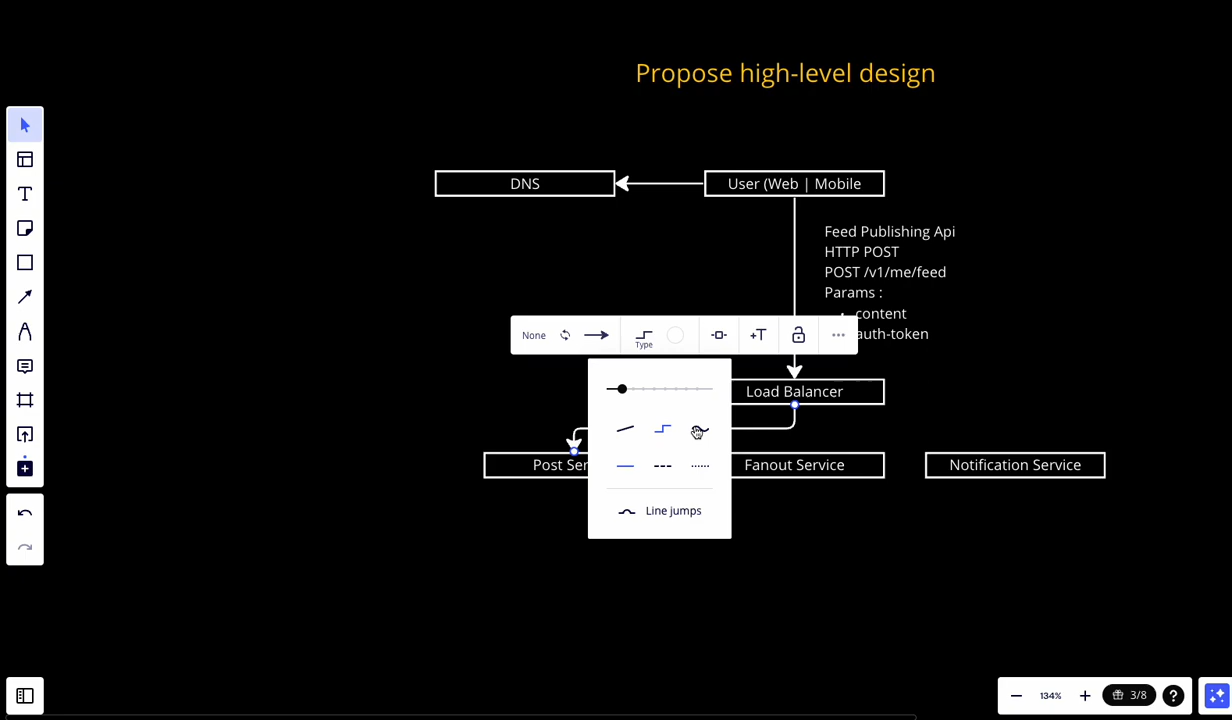 Propose high-level design
DNS
User (Web | Mobile
Feed Publishing Api
HTTP POST
POST /v1/me/feed
Params :
content
auth-token
None
Type
+T
Load Balancer
Post Ser
Fanout Service
Notification Service
Line jumps
134%
3/8